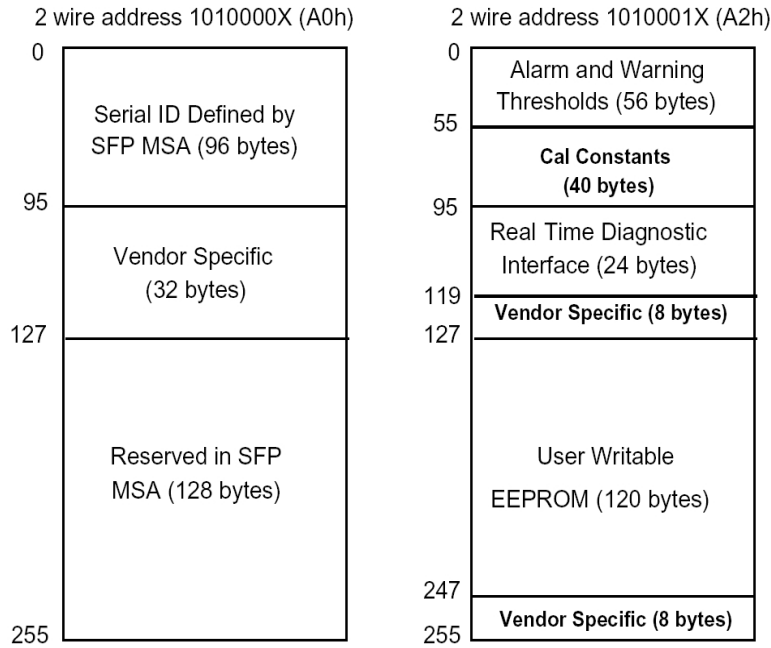 2 wire address 1010000X (A0h)
0
Serial ID Defined by
SFP MSA (96 bytes)
95
Vendor Specific
(32 bytes)
127
Reserved in SFP
MSA (128 bytes)
255
2 wire address 1010001X (A2h)
0
Alarm and Warning
Thresholds (56 bytes)
55
Cal Constants
(40 bytes)
95
Real Time Diagnostic
Interface (24 bytes)
119
Vendor Specific (8 bytes)
127
User Writable
EEPROM (120 bytes)
247
Vendor Specific (8 bytes)
255